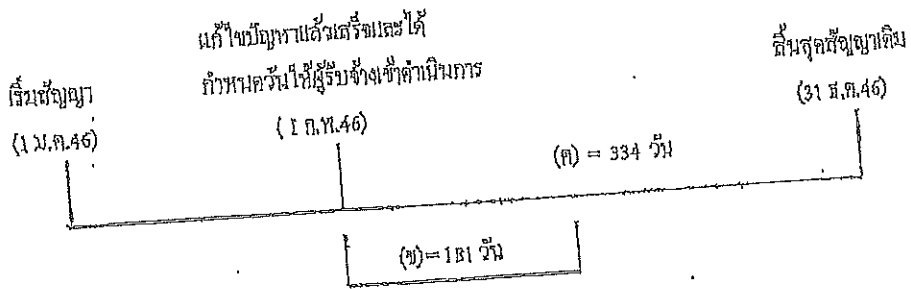 แก้ไขปัญหาแล้วเสร็จและได้
กำหนดวันให้ผู้รับจ้างเข้าดำเนินการ
(1 ก.พ.46)
เริ่มสัญญา
(1 ม.ค.46)
สิ้นสุดสัญญาเดิม
(31 ธ.ค.46)
(ค) = 334 วัน
(ข) = 181 วัน